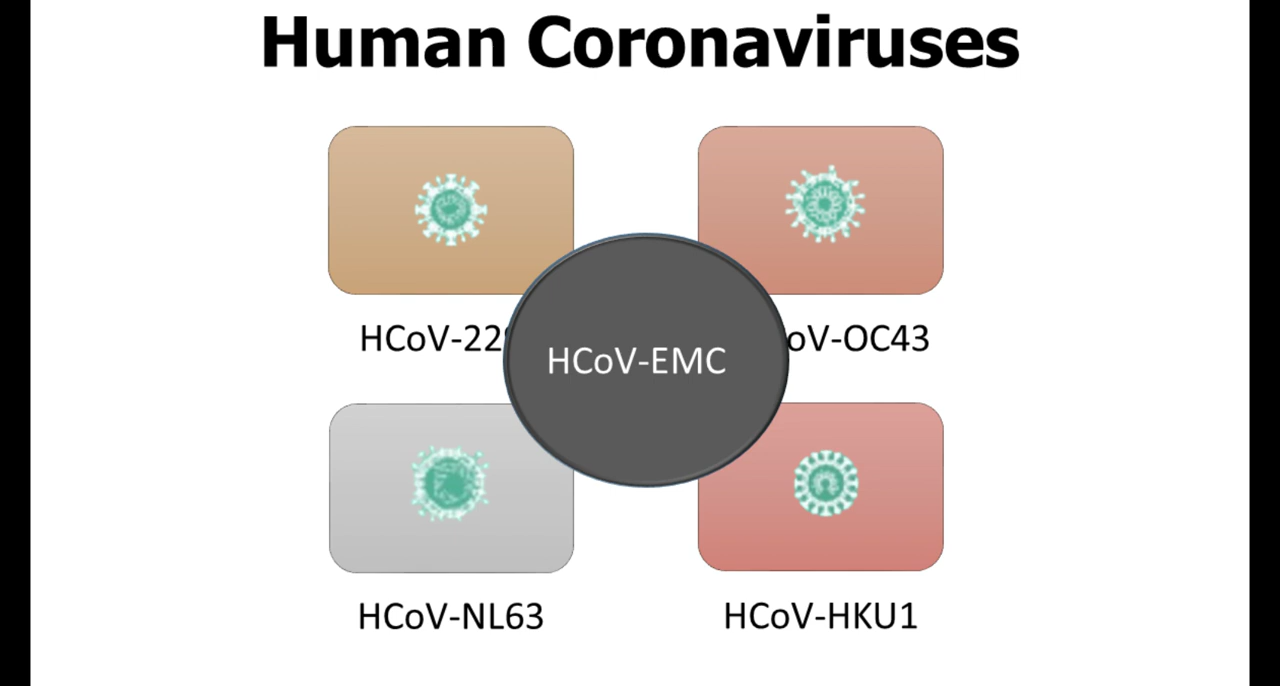 Human Coronaviruses
HCoV-22
oV-OC43
HCoV-EMC
HCoV-NL63
HCoV-HKU1